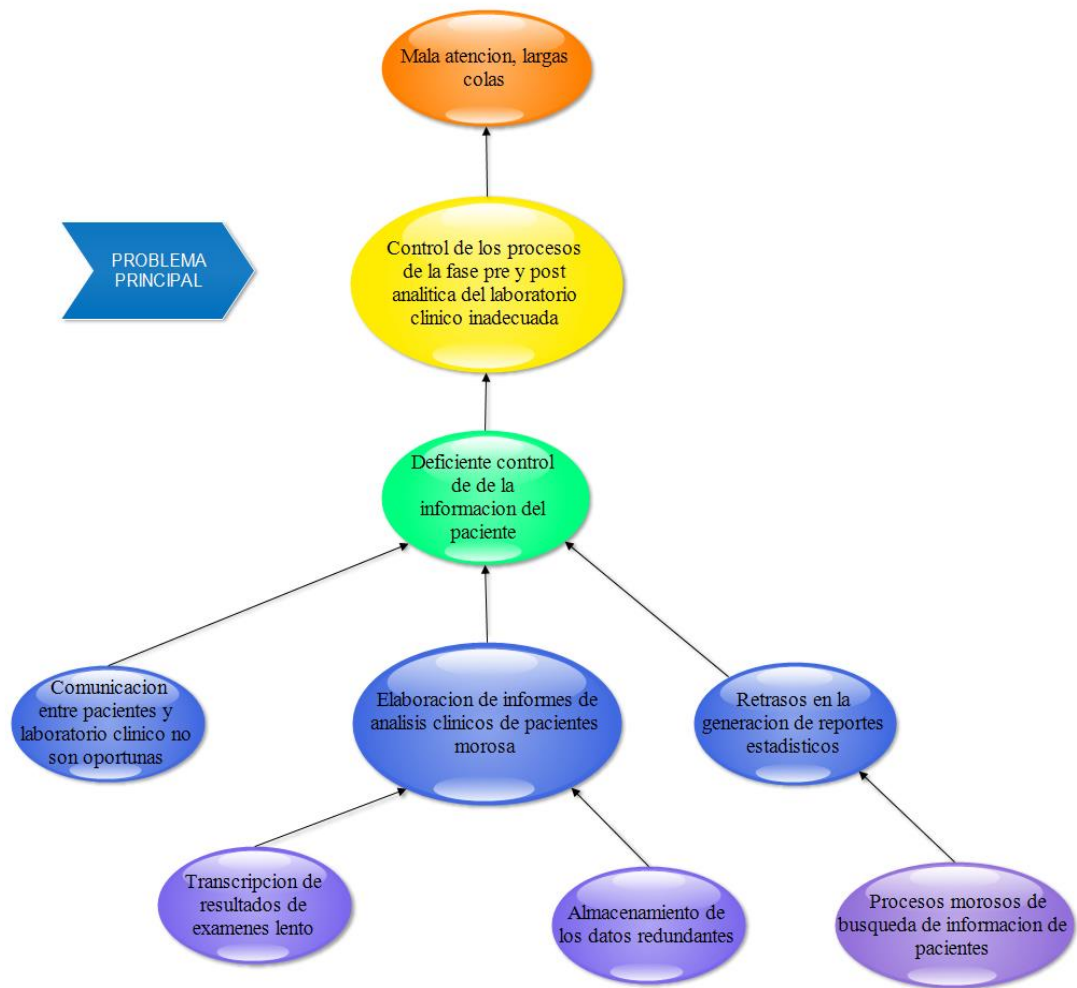 Mala atencion, largas
colas
PROBLEMA
PRINCIPAL
Control de los procesos
de la fase pre y post
analitica del laboratorio
clinico inadecuada
Deficiente control
de de la
informacion del
paciente
Comunicacion
entre pacientes y
laboratorio clinico no
son oportunas
Elaboracion de informes de
analisis clinicos de pacientes
morosa
Retrasos en la
generacion de reportes
estadisticos
Transcripcion de
resultados de
examenes lento
Almacenamiento de
los datos redundantes
Procesos morosos de
busqueda de informacion de
pacientes